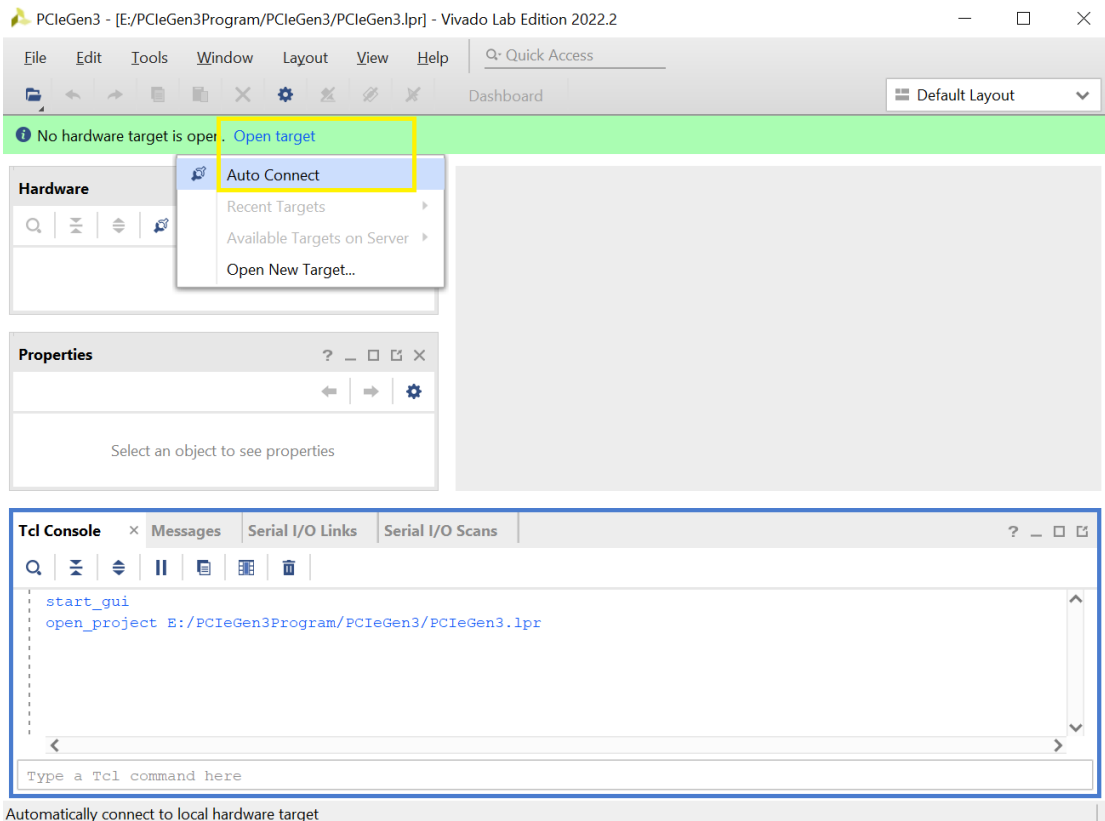 PCIeGen3 - [E:/PCIeGen3Program/PCIeGen3/PCIeGen3.lpr] - Vivado Lab Edition 2022.2
File Edit Tools Window Layout View Help Quick Access
Dashboard Default Layout
No hardware target is open. Open target
Auto Connect
Recent Targets
Available Targets on Server
Open New Target...
Hardware
Properties
Select an object to see properties
Tcl Console Messages Serial I/O Links Serial I/O Scans
start_gui
open_project E:/PCIeGen3Program/PCIeGen3/PCIeGen3.lpr
Type a Tcl command here
Automatically connect to local hardware target